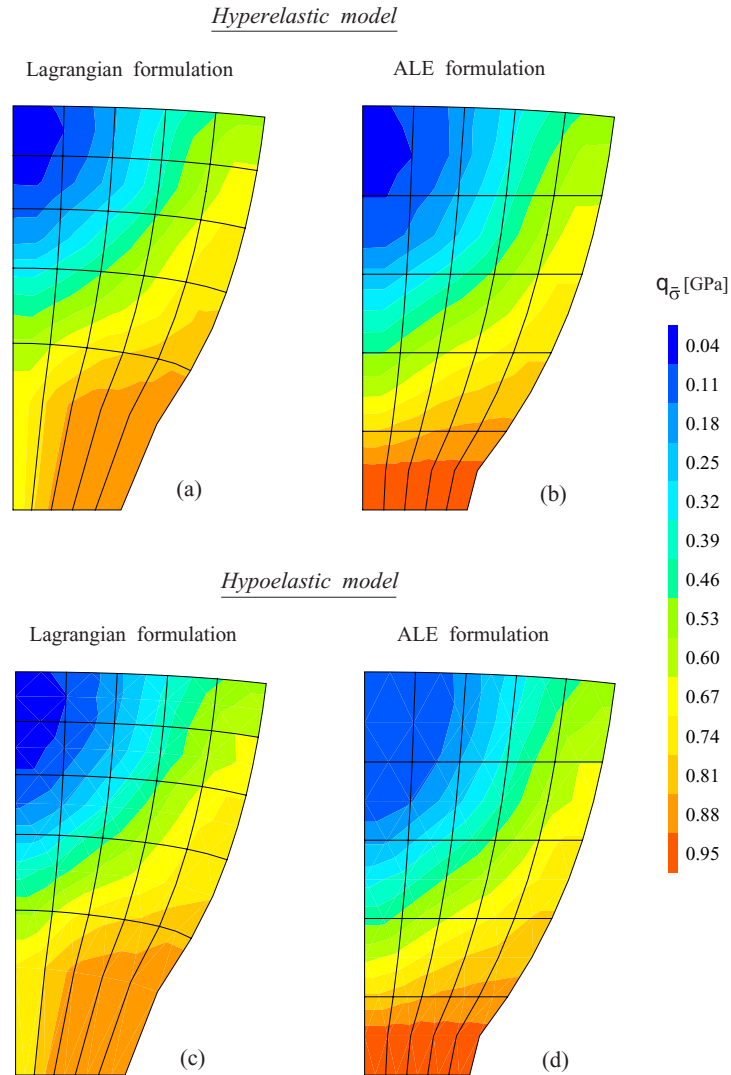 Hyperelastic model
Lagrangian formulation
ALE formulation
(a)
(b)
q_σ̄ [GPa]
0.04
0.11
0.18
0.25
0.32
0.39
0.46
0.53
0.60
0.67
0.74
0.81
0.88
0.95
Hypoelastic model
Lagrangian formulation
ALE formulation
(c)
(d)